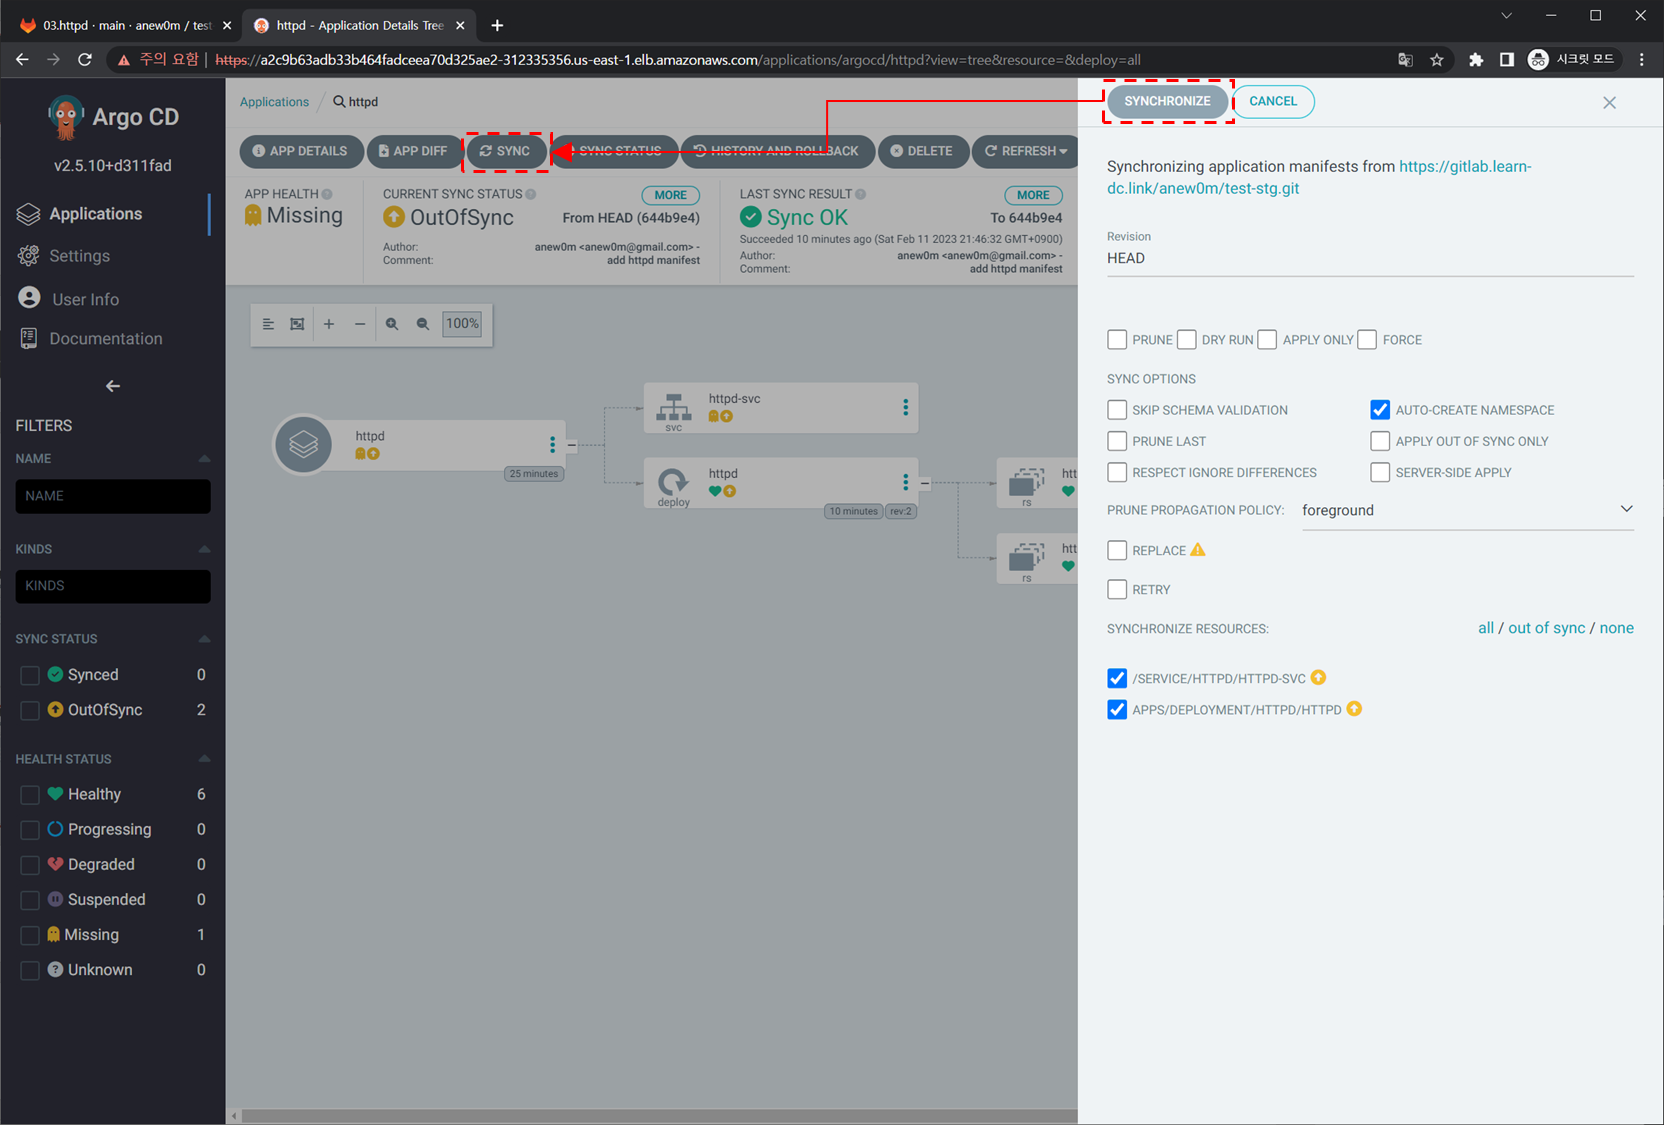 03.httpd · main · anew0m / test
httpd - Application Details Tree
주의 요함 | https://a2c9b63adb33b464fadceea70d325ae2-312335356.us-east-1.elb.amazonaws.com/applications/argocd/httpd?view=tree&resource=&deploy=all
시크릿 모드
Argo CD
v2.5.10+d311fad
Applications
Settings
User Info
Documentation
FILTERS
NAME
NAME
KINDS
KINDS
SYNC STATUS
Synced 0
OutOfSync 2
HEALTH STATUS
Healthy 6
Progressing 0
Degraded 0
Suspended 0
Missing 1
Unknown 0
Applications / httpd
APP DETAILS APP DIFF SYNC SYNC STATUS HISTORY AND ROLLBACK DELETE REFRESH
APP HEALTH
Missing
CURRENT SYNC STATUS MORE
OutOfSync From HEAD (644b9e4)
Author: anew0m <anew0m@gmail.com> -
Comment: add httpd manifest
LAST SYNC RESULT MORE
Sync OK To 644b9e4
Succeeded 10 minutes ago (Sat Feb 11 2023 21:46:32 GMT+0900)
Author: anew0m <anew0m@gmail.com> -
Comment: add httpd manifest
100%
httpd
25 minutes
httpd-svc
svc
httpd
deploy
10 minutes rev:2
htt
rs
htt
rs
SYNCHRONIZE CANCEL
Synchronizing application manifests from https://gitlab.learn-
dc.link/anew0m/test-stg.git
Revision
HEAD
PRUNE DRY RUN APPLY ONLY FORCE
SYNC OPTIONS
SKIP SCHEMA VALIDATION AUTO-CREATE NAMESPACE
PRUNE LAST APPLY OUT OF SYNC ONLY
RESPECT IGNORE DIFFERENCES SERVER-SIDE APPLY
PRUNE PROPAGATION POLICY: foreground
REPLACE
RETRY
SYNCHRONIZE RESOURCES: all / out of sync / none
/SERVICE/HTTPD/HTTPD-SVC
APPS/DEPLOYMENT/HTTPD/HTTPD